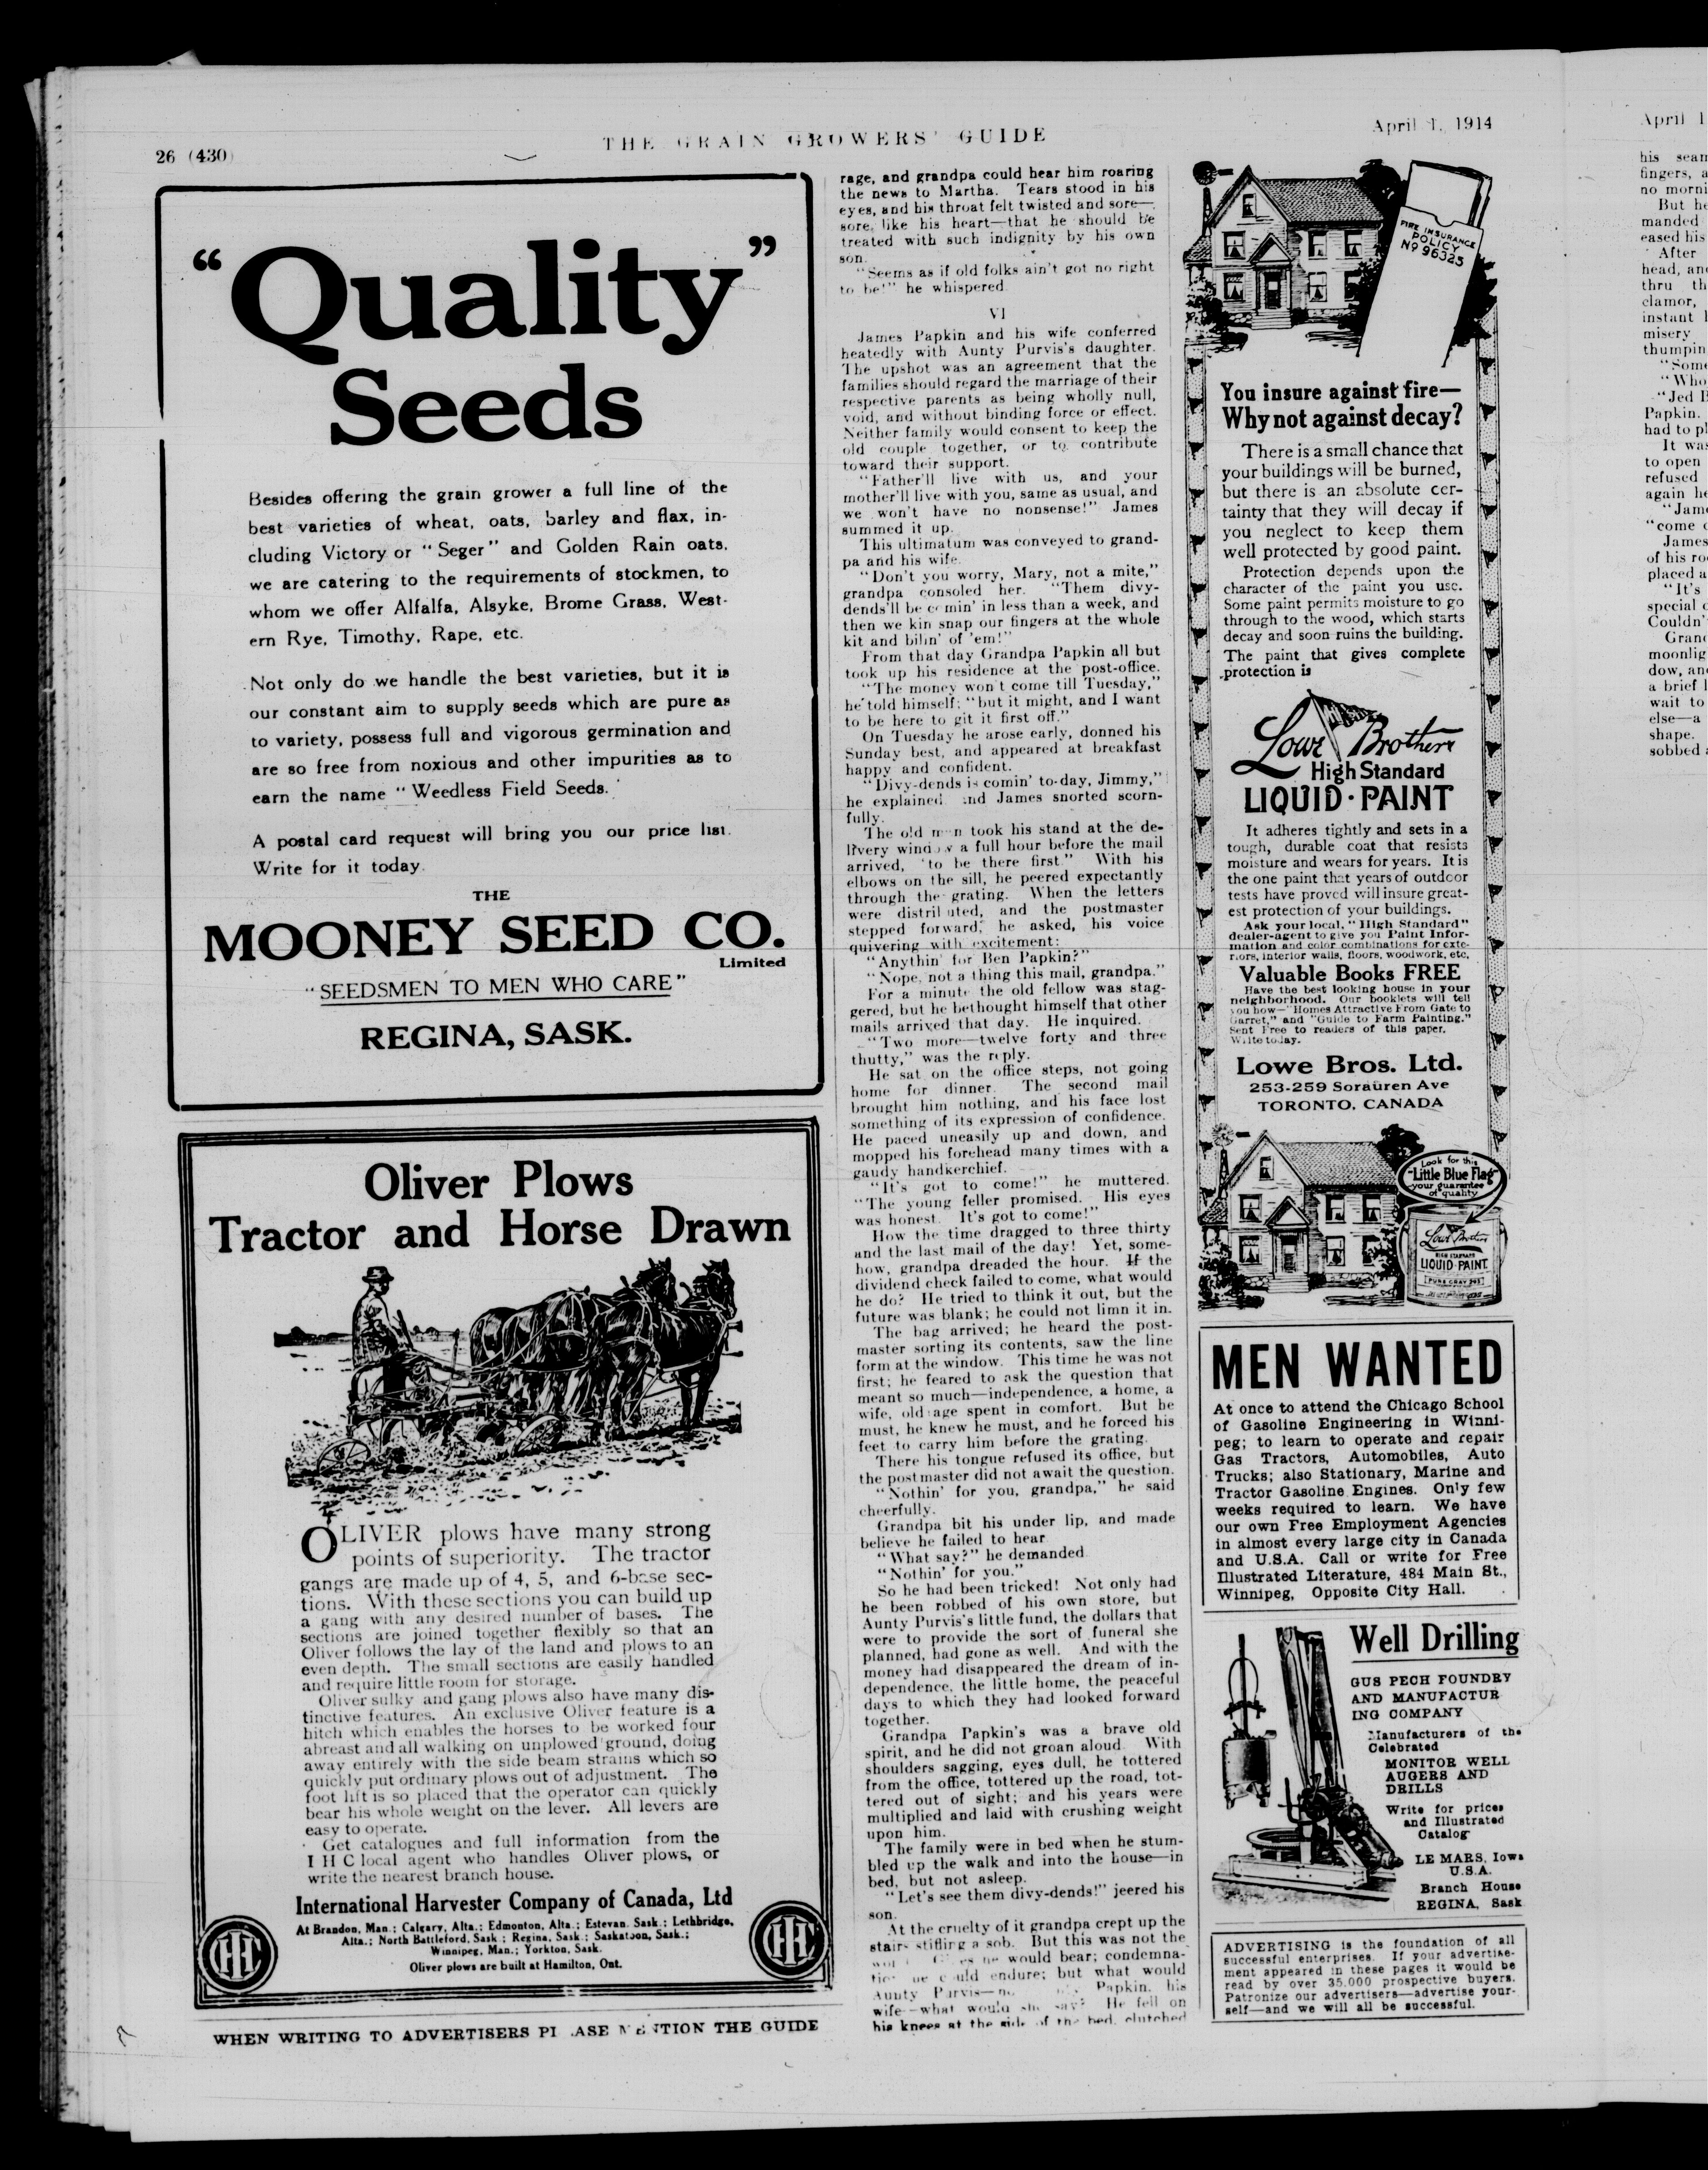 26 (430)
THE GRAIN GROWERS' GUIDE
April 1, 1914
"Quality"
Seeds
Besides offering the grain grower a full line of the
best varieties of wheat, oats, barley and flax, in-
cluding Victory or "Seger" and Golden Rain oats,
we are catering to the requirements of stockmen, to
whom we offer Alfalfa, Alsyke, Brome Grass, West-
ern Rye, Timothy, Rape, etc.
Not only do we handle the best varieties, but it is
our constant aim to supply seeds which are pure as
to variety, possess full and vigorous germination and
are so free from noxious and other impurities as to
earn the name "Weedless Field Seeds."
A postal card request will bring you our price list.
Write for it today.
THE
MOONEY SEED CO.
Limited
"SEEDSMEN TO MEN WHO CARE"
REGINA, SASK.
Oliver Plows
Tractor and Horse Drawn
OLIVER plows have many strong
points of superiority. The tractor
gangs are made up of 4, 5, and 6-base sec-
tions. With these sections you can build up
a gang with any desired number of bases. The
sections are joined together flexibly so that an
Oliver follows the lay of the land and plows to an
even depth. The small sections are easily handled
and require little room for storage.
Oliver sulky and gang plows also have many dis-
tinctive features. An exclusive Oliver feature is a
hitch which enables the horses to be worked four
abreast and all walking on unplowed ground, doing
away entirely with the side beam strains which so
quickly put ordinary plows out of adjustment. The
foot lift is so placed that the operator can quickly
bear his whole weight on the lever. All levers are
easy to operate.
Get catalogues and full information from the
I H C local agent who handles Oliver plows, or
write the nearest branch house.
International Harvester Company of Canada, Ltd
At Brandon, Man.; Calgary, Alta.; Edmonton, Alta.; Estevan, Sask.; Lethbridge,
Alta.; North Battleford, Sask.; Regina, Sask.; Saskatoon, Sask.;
Winnipeg, Man.; Yorkton, Sask.
Oliver plows are built at Hamilton, Ont.
IHC
IHC
WHEN WRITING TO ADVERTISERS PLEASE MENTION THE GUIDE
rage, and grandpa could hear him roaring
the news to Martha. Tears stood in his
eyes, and his throat felt twisted and sore—
sore, like his heart—that he should be
treated with such indignity by his own
son.
"Seems as if old folks ain't got no right
to be!" he whispered.
VI
James Papkin and his wife conferred
heatedly with Aunty Purvis's daughter.
The upshot was an agreement that the
families should regard the marriage of their
respective parents as being wholly null,
void, and without binding force or effect.
Neither family would consent to keep the
old couple together, or to contribute
toward their support.
"Father'll live with us, and your
mother'll live with you, same as usual, and
we won't have no nonsense!" James
summed it up.
This ultimatum was conveyed to grand-
pa and his wife.
"Don't you worry, Mary, not a mite,"
grandpa consoled her. "Them divy-
dends'll be comin' in less than a week, and
then we kin snap our fingers at the whole
kit and bilin' of 'em!"
From that day Grandpa Papkin all but
took up his residence at the post-office.
"The money won't come till Tuesday,"
he told himself; "but it might, and I want
to be here to git it first off."
On Tuesday he arose early, donned his
Sunday best, and appeared at breakfast
happy and confident.
"Divy-dends is comin' to-day, Jimmy,"
he explained, and James snorted scorn-
fully.
The old man took his stand at the de-
livery window a full hour before the mail
arrived, "to be there first." With his
elbows on the sill, he peered expectantly
through the grating. When the letters
were distributed, and the postmaster
stepped forward, he asked, his voice
quivering with excitement:
"Anythin' for Ben Papkin?"
"Nope, not a thing this mail, grandpa."
For a minute the old fellow was stag-
gered, but he bethought himself that other
mails arrived that day. He inquired.
"Two more—twelve forty and three
thutty," was the reply.
He sat on the office steps, not going
home for dinner. The second mail
brought him nothing, and his face lost
something of its expression of confidence.
He paced uneasily up and down, and
mopped his forehead many times with a
gaudy handkerchief.
"It's got to come!" he muttered.
"The young feller promised. His eyes
was honest. It's got to come!"
How the time dragged to three thirty
and the last mail of the day! Yet, some-
how, grandpa dreaded the hour. If the
dividend check failed to come, what would
he do? He tried to think it out, but the
future was blank; he could not limn it in.
The bag arrived; he heard the post-
master sorting its contents, saw the line
form at the window. This time he was not
first; he feared to ask the question that
meant so much—independence, a home, a
wife, old age spent in comfort. But he
must, he knew he must, and he forced his
feet to carry him before the grating.
There his tongue refused its office, but
the postmaster did not await the question.
"Nothin' for you, grandpa," he said
cheerfully.
Grandpa bit his under lip, and made
believe he failed to hear.
"What say?" he demanded.
"Nothin' for you."
So he had been tricked! Not only had
he been robbed of his own store, but
Aunty Purvis's little fund, the dollars that
were to provide the sort of funeral she
planned, had gone as well. And with the
money had disappeared the dream of in-
dependence, the little home, the peaceful
days to which they had looked forward
together.
Grandpa Papkin's was a brave old
spirit, and he did not groan aloud. With
shoulders sagging, eyes dull, he tottered
from the office, tottered up the road, tot-
tered out of sight; and his years were
multiplied and laid with crushing weight
upon him.
The family were in bed when he stum-
bled up the walk and into the house—in
bed, but not asleep.
"Let's see them divy-dends!" jeered his
son.
At the cruelty of it grandpa crept up the
stairs stifling a sob. But this was not the
he would bear; condemna-
tion he could endure; but what would
Aunty Purvis— Papkin, his
wife—what would she say? He fell on
his knees at the side of the bed, clutched
FIRE INSURANCE
POLICY
No 96325
You insure against fire—
Why not against decay?
There is a small chance that
your buildings will be burned,
but there is an absolute cer-
tainty that they will decay if
you neglect to keep them
well protected by good paint.
Protection depends upon the
character of the paint you use.
Some paint permits moisture to go
through to the wood, which starts
decay and soon ruins the building.
The paint that gives complete
protection is
Lowe Brothers
High Standard
LIQUID·PAINT
It adheres tightly and sets in a
tough, durable coat that resists
moisture and wears for years. It is
the one paint that years of outdoor
tests have proved will insure great-
est protection of your buildings.
Ask your local "High Standard"
dealer-agent to give you Paint Infor-
mation and color combinations for exte-
riors, interior walls, floors, woodwork, etc.
Valuable Books FREE
Have the best looking house in your
neighborhood. Our booklets will tell
you how—"Homes Attractive From Gate to
Garret," and "Guide to Farm Painting."
Sent Free to readers of this paper.
Write today.
Lowe Bros. Ltd.
253-259 Sorauren Ave
TORONTO, CANADA
Look for this
"Little Blue Flag"
your guarantee
of quality
Lowe Brothers
HIGH STANDARD
LIQUID·PAINT
MEN WANTED
At once to attend the Chicago School
of Gasoline Engineering in Winni-
peg; to learn to operate and repair
Gas Tractors, Automobiles, Auto
Trucks; also Stationary, Marine and
Tractor Gasoline Engines. Only few
weeks required to learn. We have
our own Free Employment Agencies
in almost every large city in Canada
and U.S.A. Call or write for Free
Illustrated Literature, 484 Main St.,
Winnipeg, Opposite City Hall.
Well Drilling
GUS PECH FOUNDRY
AND MANUFACTUR
ING COMPANY
Manufacturers of the
Celebrated
MONITOR WELL
AUGERS AND
DRILLS
Write for prices
and Illustrated
Catalog
LE MARS, Iowa
U.S.A.
Branch House
REGINA, Sask
ADVERTISING is the foundation of all
successful enterprises. If your advertise-
ment appeared in these pages it would be
read by over 35,000 prospective buyers.
Patronize our advertisers—advertise your-
self—and we will all be successful.
April 1
his
fingers, a
no morni
But he
manded
eased his
After
head, and
thru th
clamor,
instant
misery
thumpin
"Some
"Who
"Jed
Papkin.
had to pl
It was
to open
refused
again he
"Jame
"come
James
of his ro
placed a
"It's
special
Couldn'
Gran
moonlig
dow, an
a brief
wait to
else—a
shape.
sobbed